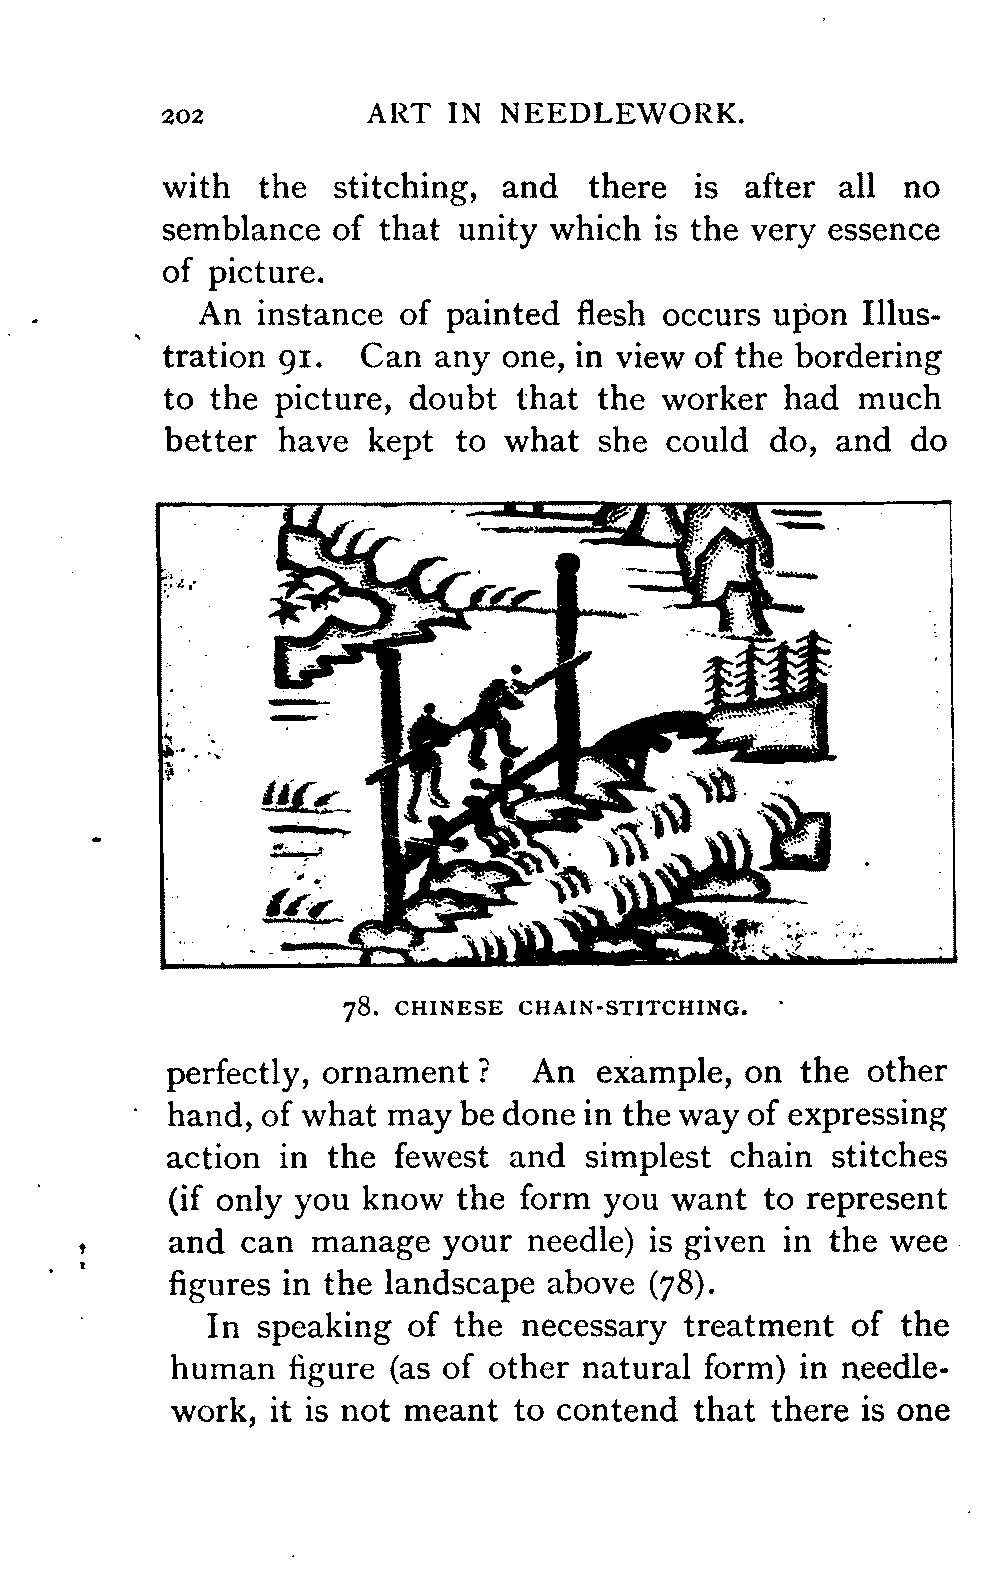 202 ART IN NEEDLEWORK.
with the stitching, and there is after all no
semblance of that unity which is the very essence
of picture.
An instance of painted flesh occurs upon Illus-
tration 91. Can any one, in view of the bordering
to the picture, doubt that the worker had much
better have kept to what she could do, and do
78. CHINESE CHAIN-STITCHING.
perfectly, ornament ? An example, on the other
hand, of what may be done in the way of expressing
action in the fewest and simplest chain stitches
(if only you know the form you want to represent
and can manage your needle) is given in the wee
figures in the landscape above (78).
In speaking of the necessary treatment of the
human figure (as of other natural form) in needle-
work, it is not meant to contend that there is one